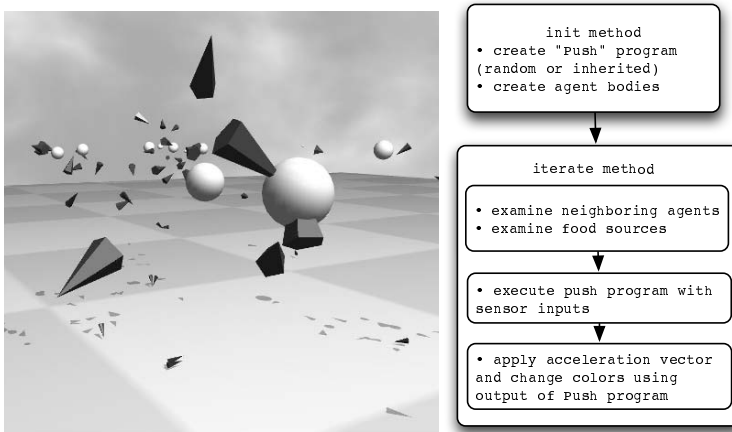 init method
• create "Push" program
(random or inherited)
• create agent bodies
iterate method
• examine neighboring agents
• examine food sources
• execute push program with
sensor inputs
• apply acceleration vector
and change colors using
output of Push program